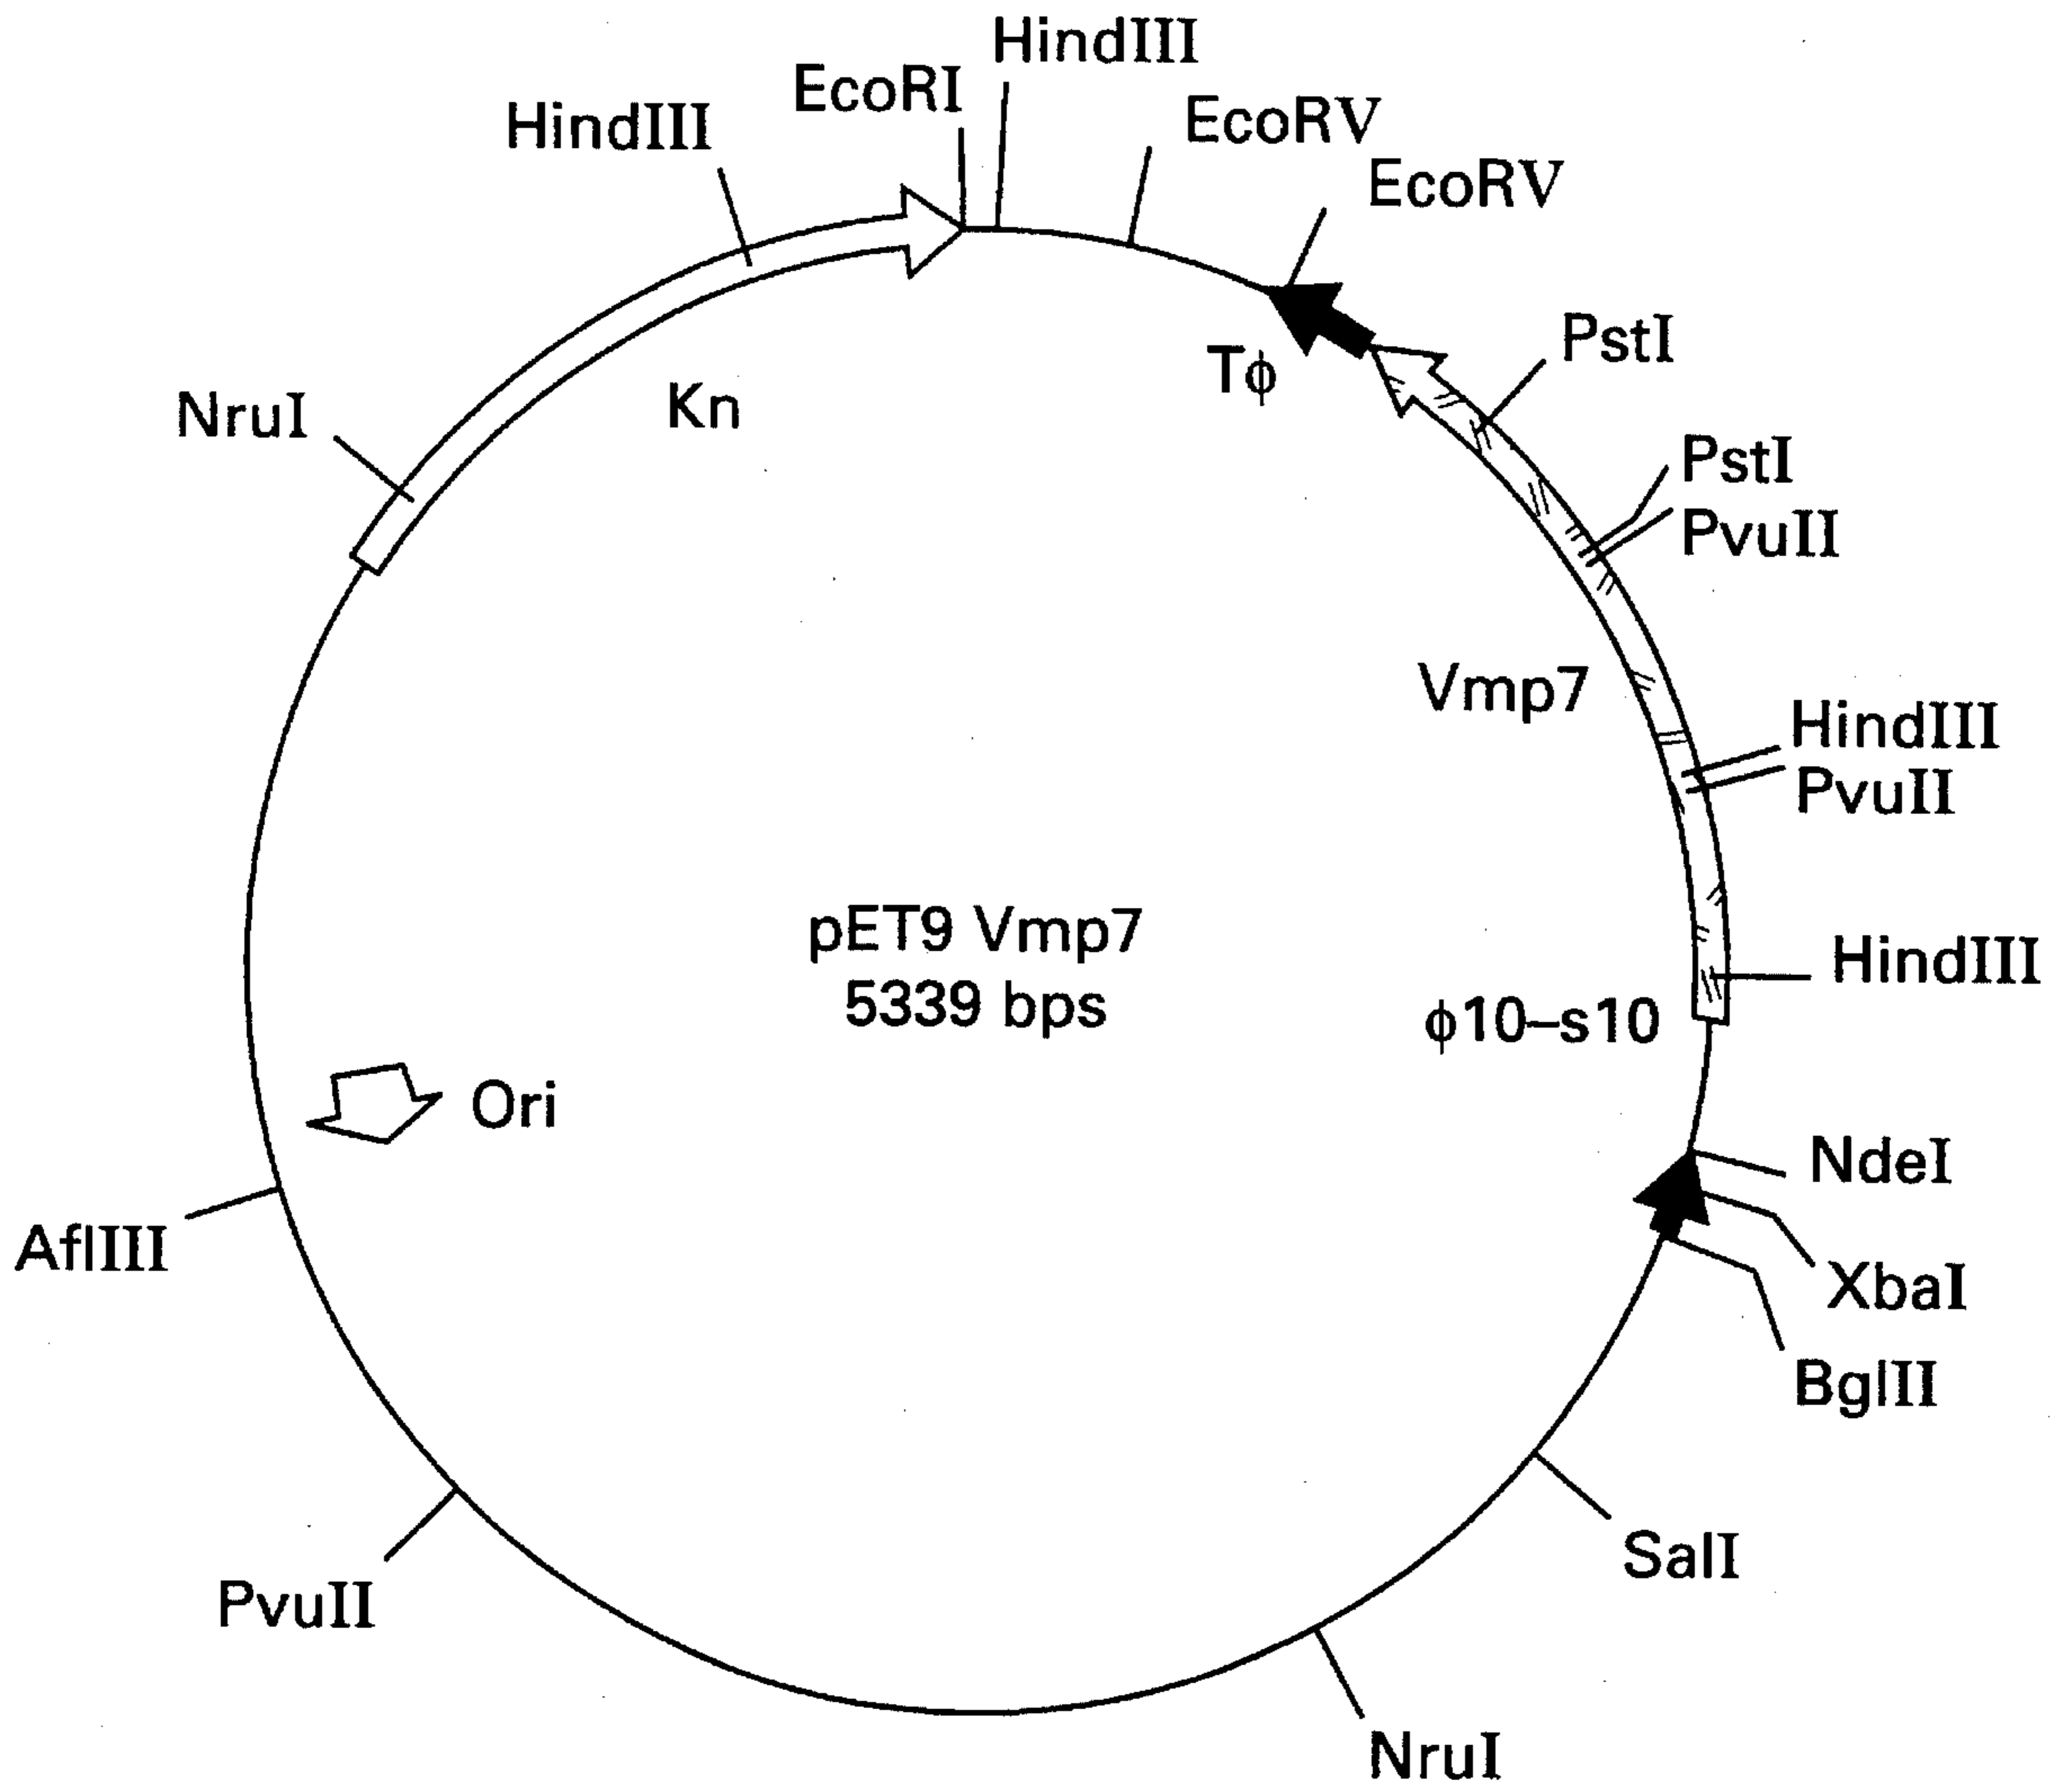 HindIII
EcoRI
EcoRV
HindIII
EcoRV
PstI
Tϕ
Kn
NruI
PstI
PvuII
Vmp7
HindIII
PvuII
pET9 Vmp7
5339 bps
HindIII
ϕ10–s10
Ori
NdeI
AflIII
XbaI
BglII
SalI
PvuII
NruI